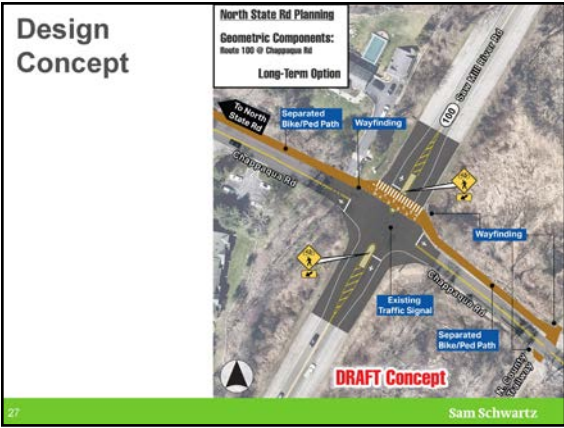 Design
Concept
North State Rd Planning
Geometric Components:
Route 100 @ Chappaqua Rd
Long-Term Option
To North
State Rd
Separated
Bike/Ped Path
Wayfinding
100
Saw Mill River Rd
Chappaqua Rd
Wayfinding
Existing
Traffic Signal
Chappaqua Rd
Separated
Bike/Ped Path
N. County
Trailway
DRAFT Concept
27
Sam Schwartz